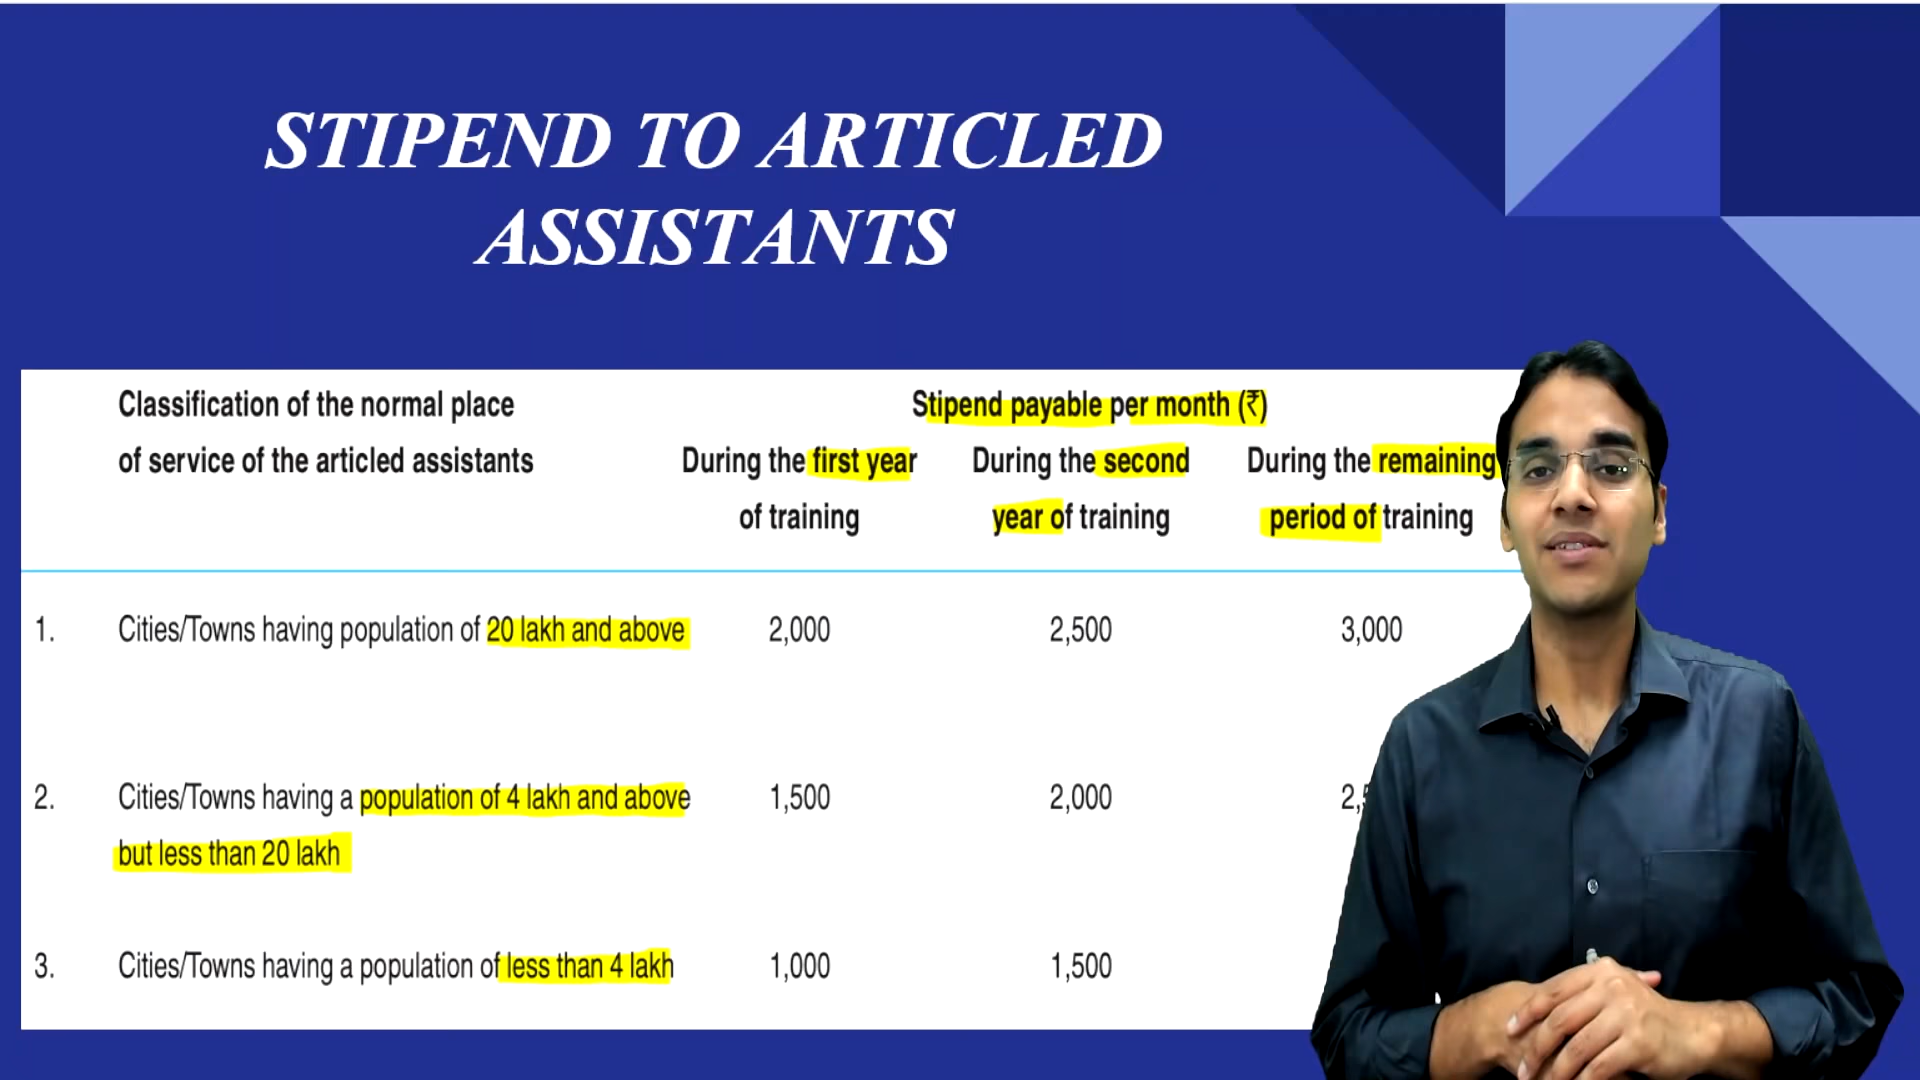 STIPEND TO ARTICLED
ASSISTANTS
Classification of the normal place
of service of the articled assistants
Stipend payable per month (₹)
During the first year
of training
During the second
year of training
During the remaining
period of training
1. Cities/Towns having population of 20 lakh and above 2,000 2,500 3,000
2. Cities/Towns having a population of 4 lakh and above 1,500 2,000
but less than 20 lakh
3. Cities/Towns having a population of less than 4 lakh 1,000 1,500